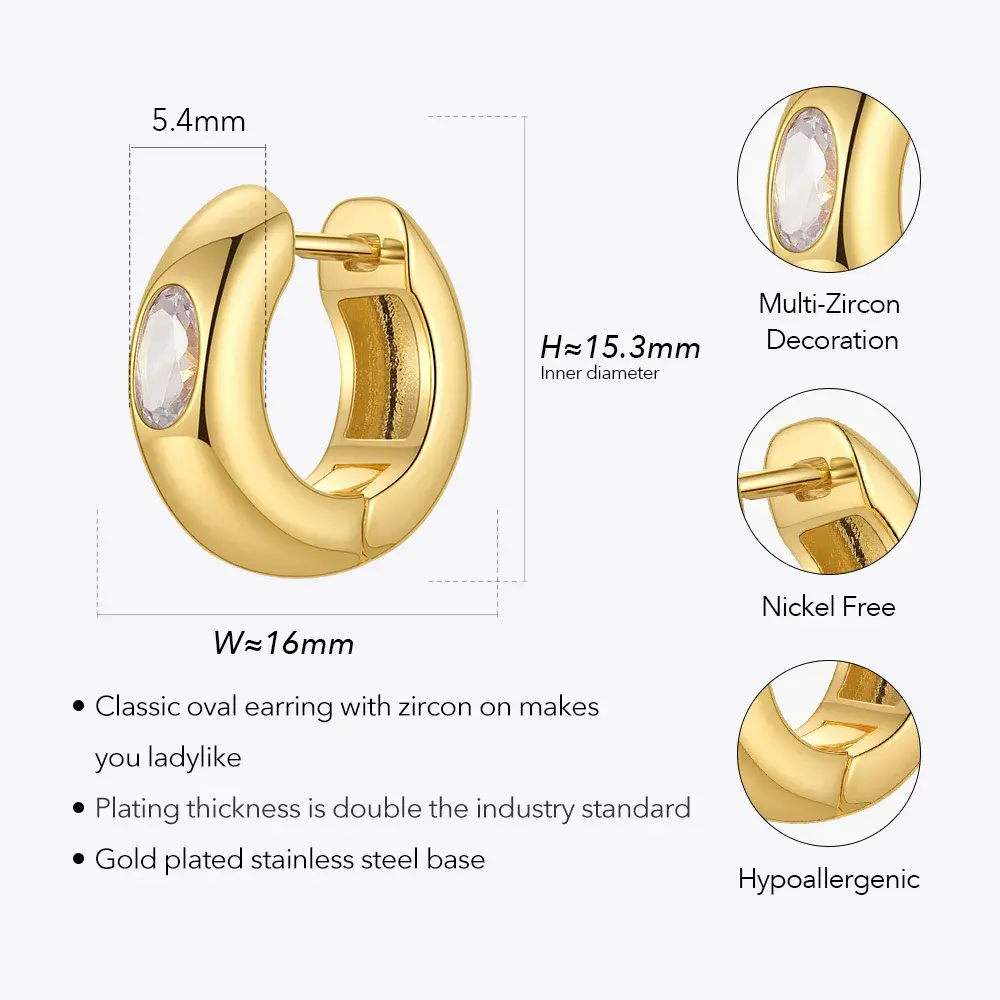 5.4mm
H≈15.3mm
Inner diameter
W≈16mm
Multi-Zircon
Decoration
Nickel Free
Hypoallergenic
• Classic oval earring with zircon on makes
you ladylike
• Plating thickness is double the industry standard
• Gold plated stainless steel base